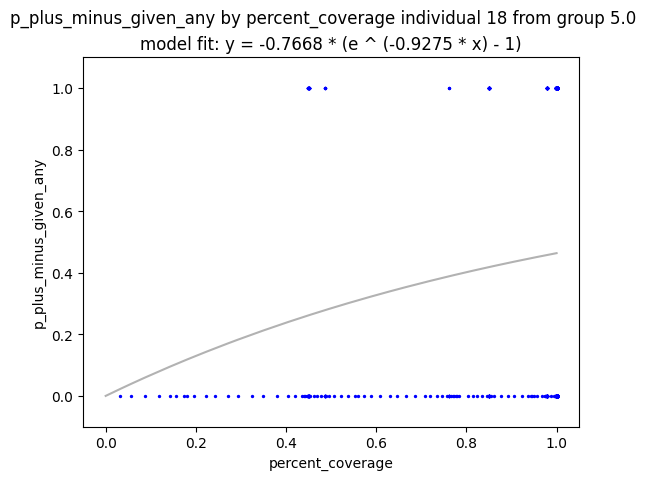 p_plus_minus_given_any by percent_coverage individual 18 from group 5.0
model fit: y = -0.7668 * (e ^ (-0.9275 * x) - 1)
1.0
0.8
0.6
0.4
0.2
0.0
p_plus_minus_given_any
0.0 0.2 0.4 0.6 0.8 1.0
percent_coverage